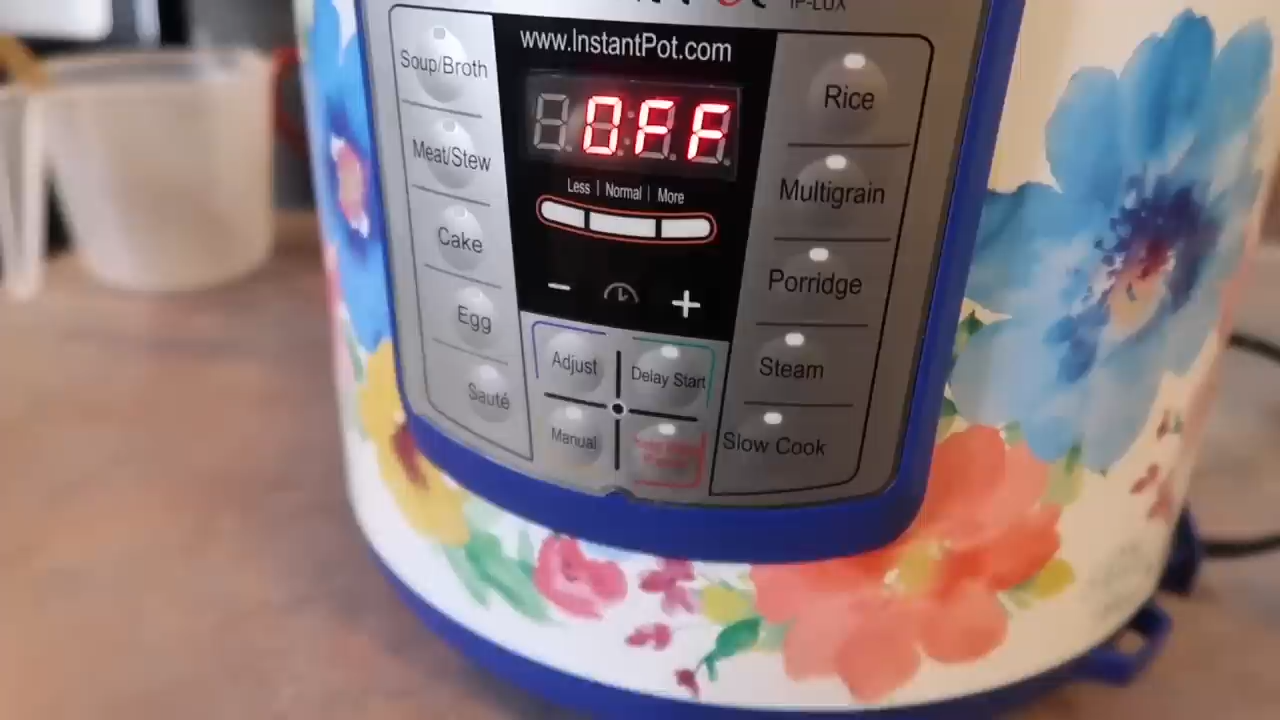 IP-LUX
www.InstantPot.com
OFF
Less | Normal | More
− +
Soup/Broth
Meat/Stew
Cake
Egg
Sauté
Adjust
Delay Start
Manual
Rice
Multigrain
Porridge
Steam
Slow Cook